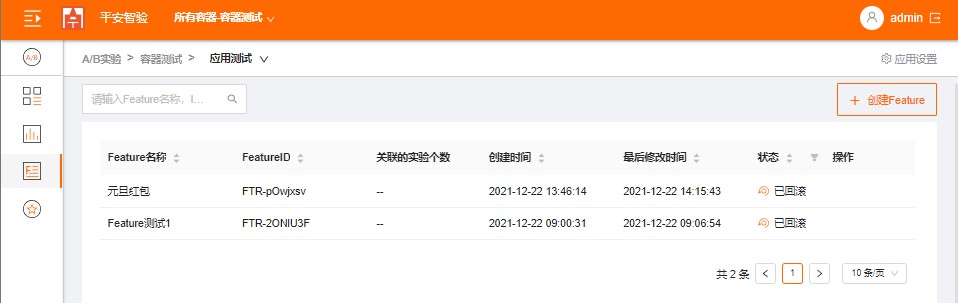 平安智验 所有容器-容器测试 admin
A/B
A/B实验 > 容器测试 > 应用测试 应用设置
请输入Feature名称, I... + 创建Feature
Feature名称 FeatureID 关联的实验个数 创建时间 最后修改时间 状态 操作
元旦红包 FTR-pOwjxsv -- 2021-12-22 13:46:14 2021-12-22 14:15:43 已回滚
Feature测试1 FTR-2ONIU3F -- 2021-12-22 09:00:31 2021-12-22 09:06:54 已回滚
共 2 条 < 1 > 10 条/页